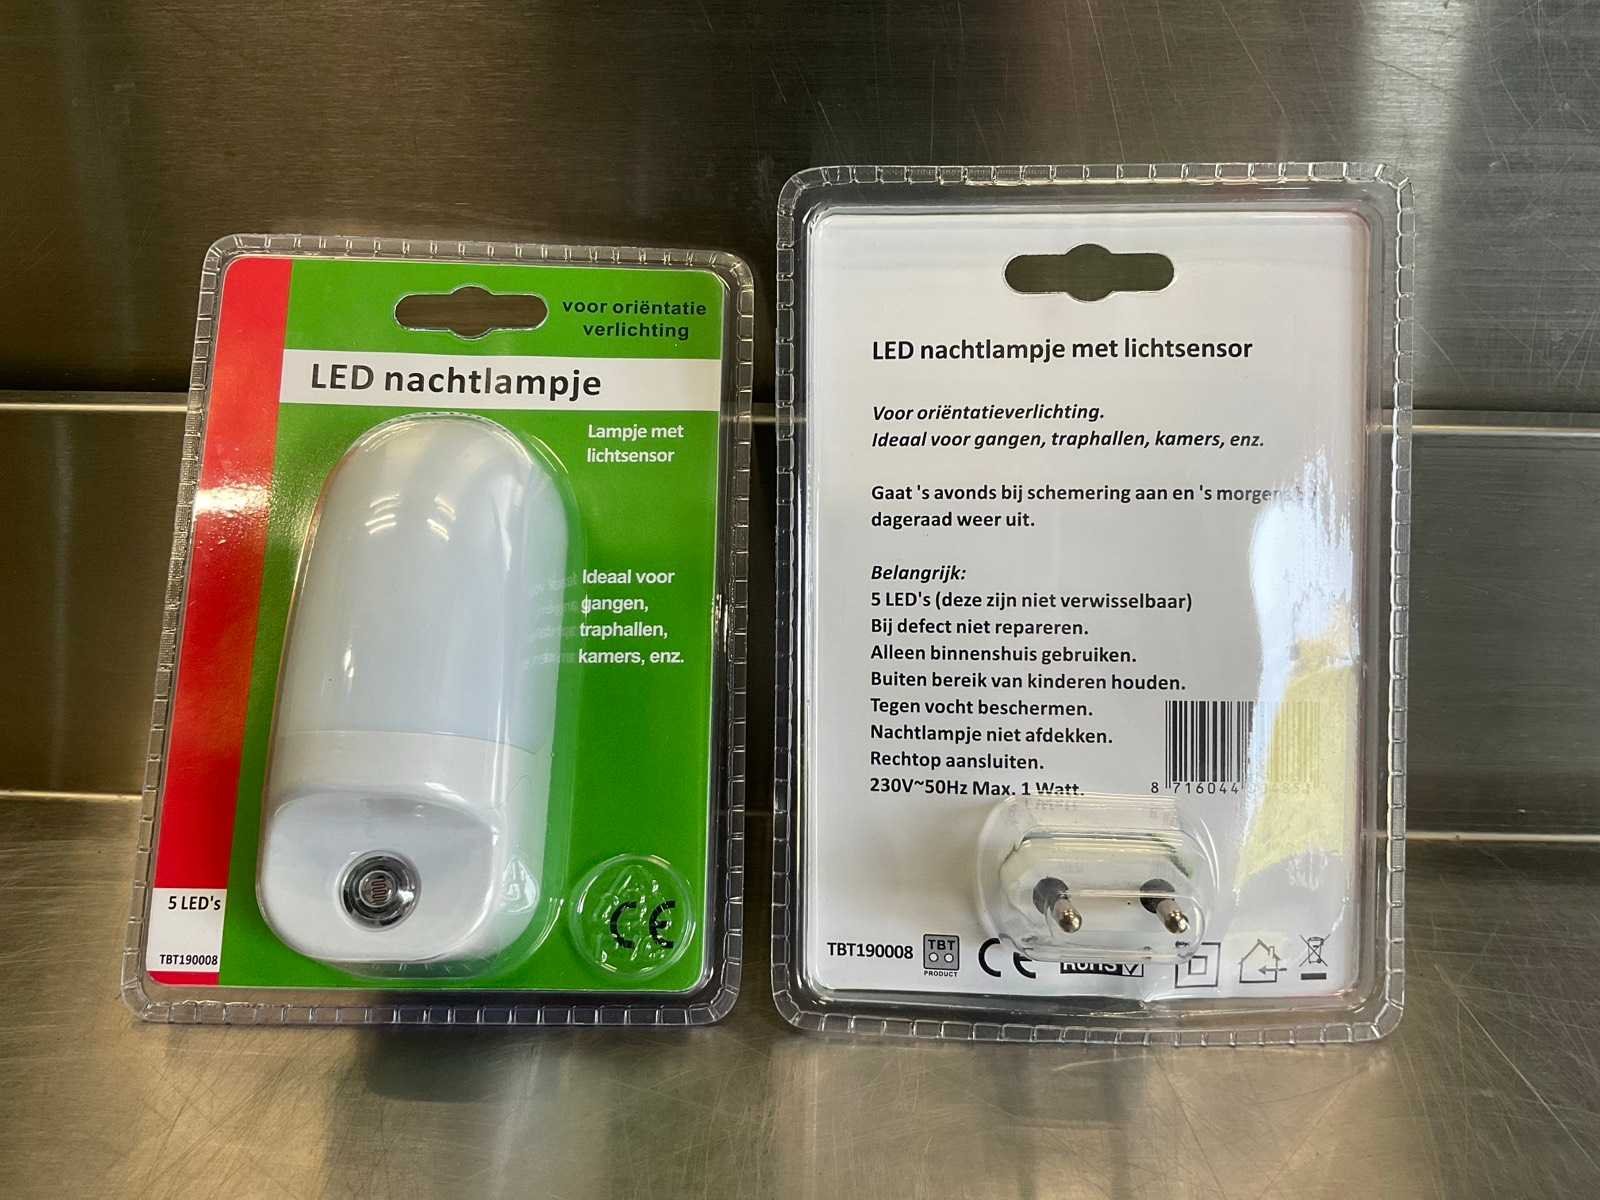 voor oriëntatie
verlichting
LED nachtlampje
Lampje met
lichtsensor
Ideaal voor
gangen,
traphallen,
kamers, enz.
5 LED's
TBT190008
CE
LED nachtlampje met lichtsensor
Voor oriëntatieverlichting.
Ideaal voor gangen, traphallen, kamers, enz.
Gaat 's avonds bij schemering aan en 's morgens
dageraad weer uit.
Belangrijk:
5 LED's (deze zijn niet verwisselbaar)
Bij defect niet repareren.
Alleen binnenshuis gebruiken.
Buiten bereik van kinderen houden.
Tegen vocht beschermen.
Nachtlampje niet afdekken.
Rechtop aansluiten.
230V~50Hz Max. 1 Watt.
8 716044
TBT190008
TBT
PRODUCT
CE
RoHS